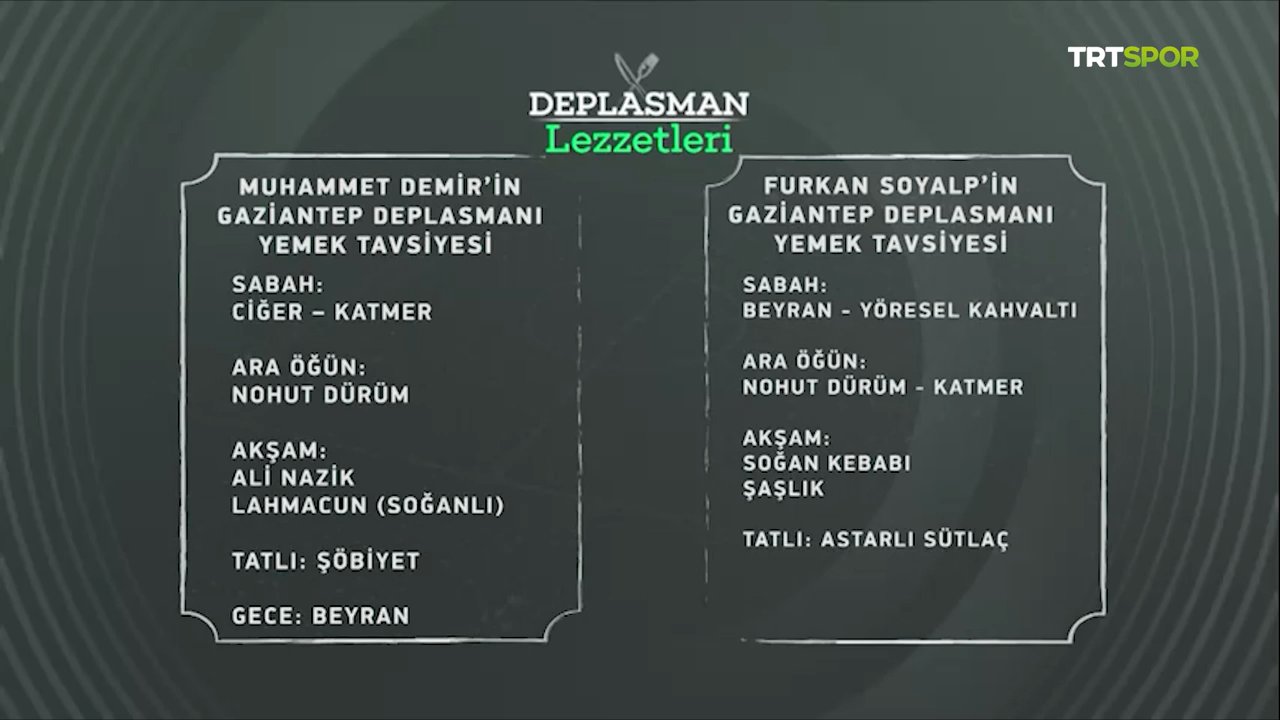 TRTSPOR
DEPLASMAN
Lezzetleri
MUHAMMET DEMİR'İN
GAZİANTEP DEPLASMANI
YEMEK TAVSİYESİ
SABAH:
CİĞER – KATMER
ARA ÖĞÜN:
NOHUT DÜRÜM
AKŞAM:
ALİ NAZİK
LAHMACUN (SOĞANLI)
TATLI: ŞÖBİYET
GECE: BEYRAN
FURKAN SOYALP'İN
GAZİANTEP DEPLASMANI
YEMEK TAVSİYESİ
SABAH:
BEYRAN - YÖRESEL KAHVALTI
ARA ÖĞÜN:
NOHUT DÜRÜM - KATMER
AKŞAM:
SOĞAN KEBABI
ŞAŞLIK
TATLI: ASTARLI SÜTLAÇ